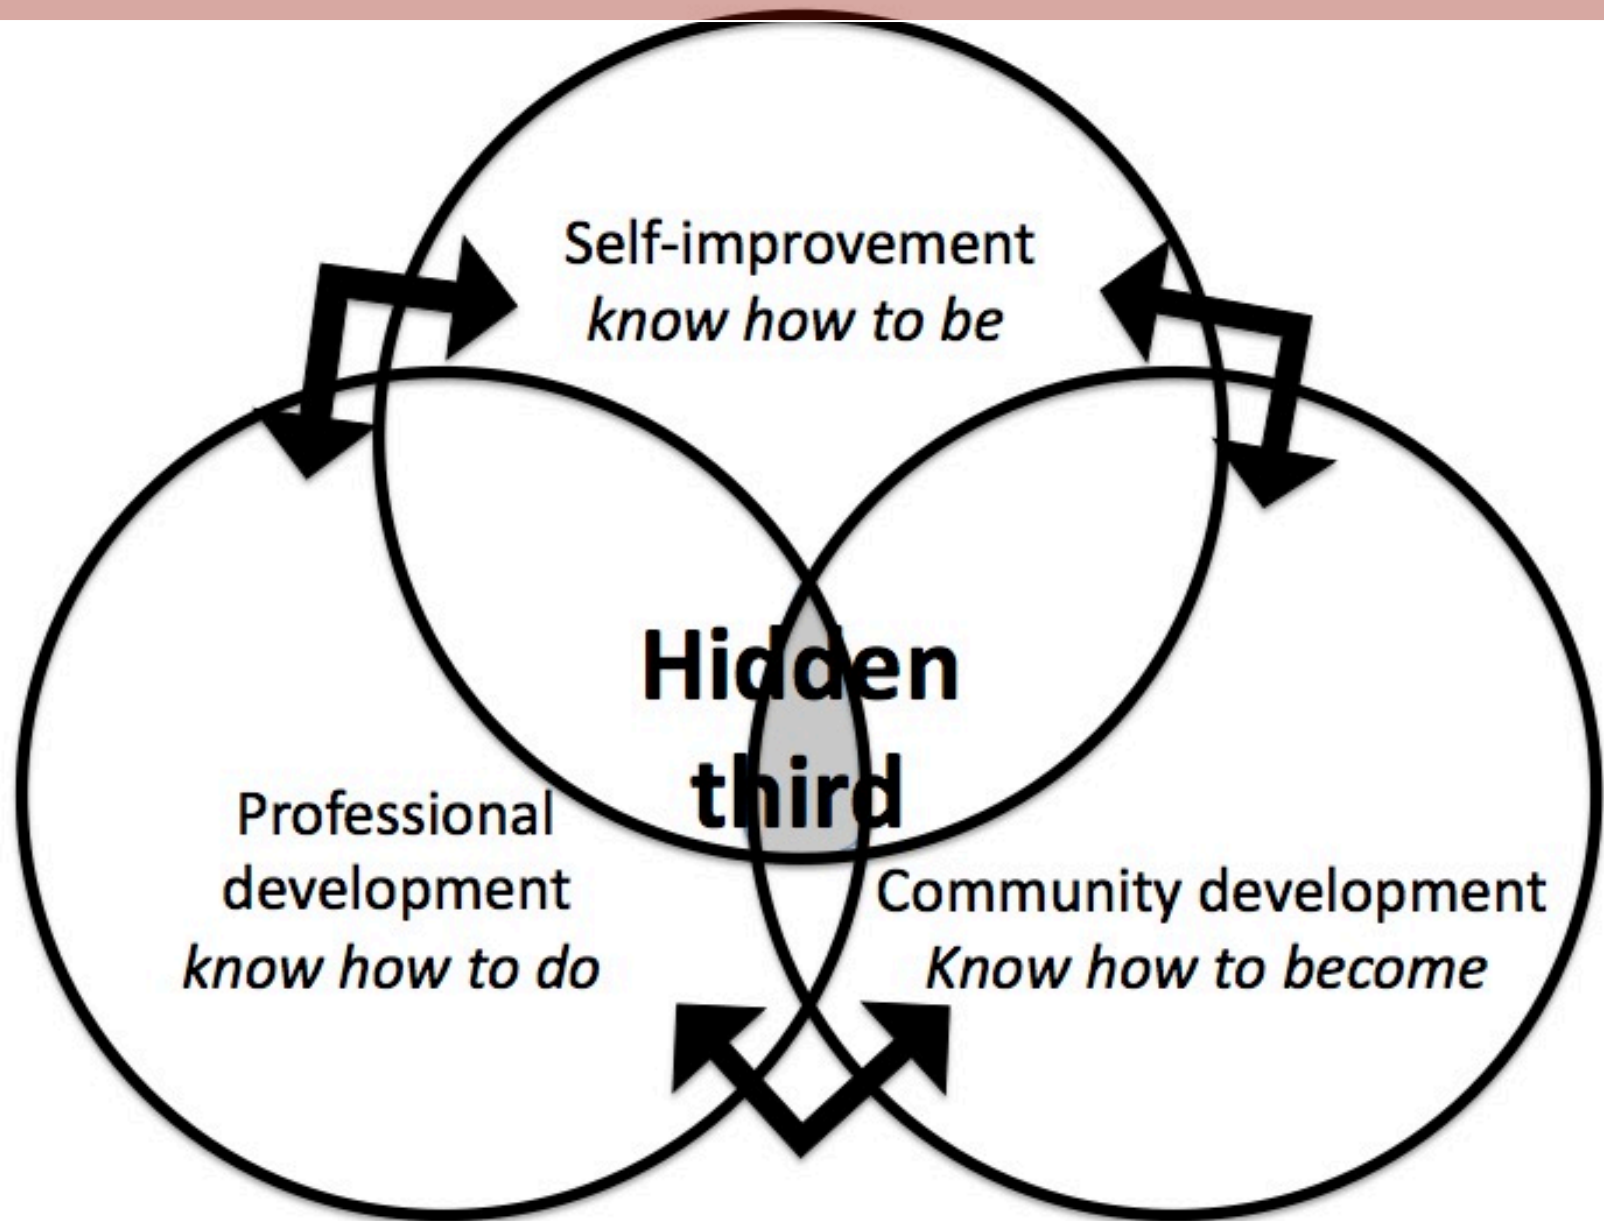 Self-improvement
know how to be
Hidden
third
Professional
development
know how to do
Community development
Know how to become